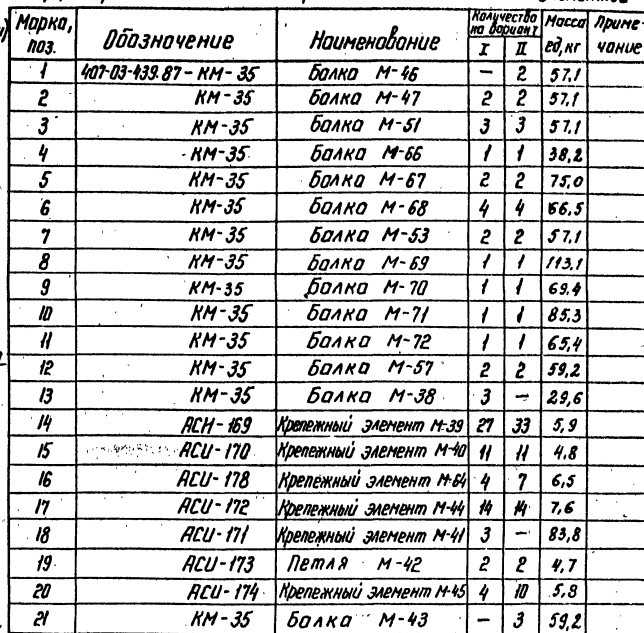 Марка, поз. Обозначение Наименование Количество на вариант I II Масса ед, кг Приме-чание
1 407-03-439.87-КМ-35 Балка М-46 — 2 57,1
2 КМ-35 Балка М-47 2 2 57,1
3 КМ-35 Балка М-51 3 3 57,1
4 КМ-35 Балка М-66 1 1 38,2
5 КМ-35 Балка М-67 2 2 75,0
6 КМ-35 Балка М-68 4 4 66,5
7 КМ-35 Балка М-53 2 2 57,1
8 КМ-35 Балка М-69 1 1 113,1
9 КМ-35 Балка М-70 1 1 69,4
10 КМ-35 Балка М-71 1 1 85,3
11 КМ-35 Балка М-72 1 1 65,4
12 КМ-35 Балка М-57 2 2 59,2
13 КМ-35 Балка М-38 3 — 29,6
14 АСИ-169 Крепежный элемент М-39 27 33 5,9
15 АСИ-170 Крепежный элемент М-40 11 11 4,8
16 АСИ-178 Крепежный элемент М-64 4 7 6,5
17 АСИ-172 Крепежный элемент М-44 14 14 7,6
18 АСИ-171 Крепежный элемент М-41 3 — 83,8
19 АСИ-173 Петля М-42 2 2 4,7
20 АСИ-174 Крепежный элемент М-45 4 10 5,8
21 КМ-35 Балка М-43 — 3 59,2